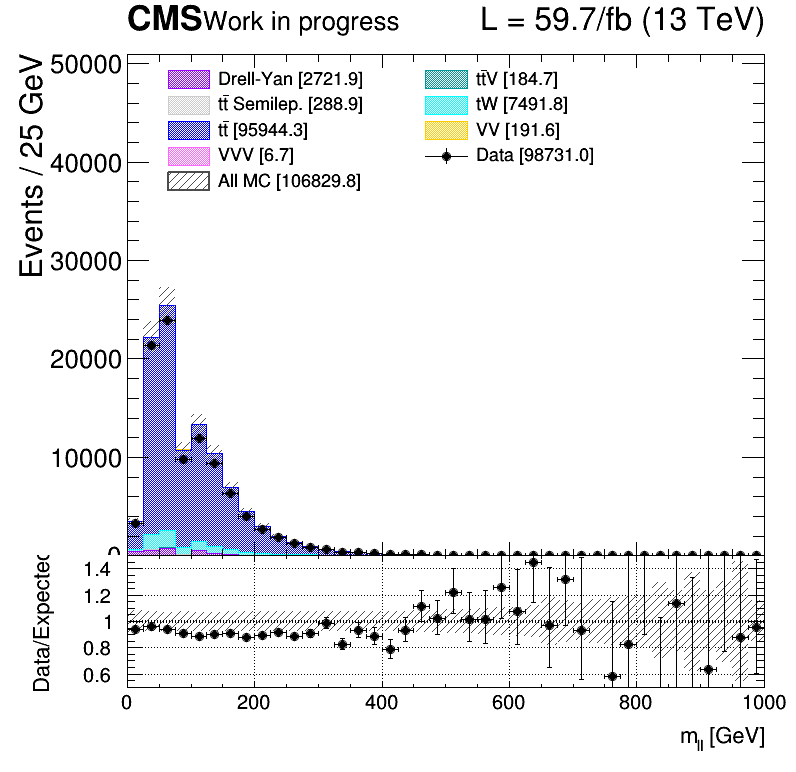 CMS Work in progress L = 59.7/fb (13 TeV)
Events / 25 GeV
50000
40000
30000
20000
10000
0
Drell-Yan [2721.9]
tt̄ Semilep. [288.9]
tt̄ [95944.3]
VVV [6.7]
All MC [106829.8]
tt̄V [184.7]
tW [7491.8]
VV [191.6]
Data [98731.0]
Data/Expected
1.4
1.2
1
0.8
0.6
0 200 400 600 800 1000
m_ll [GeV]